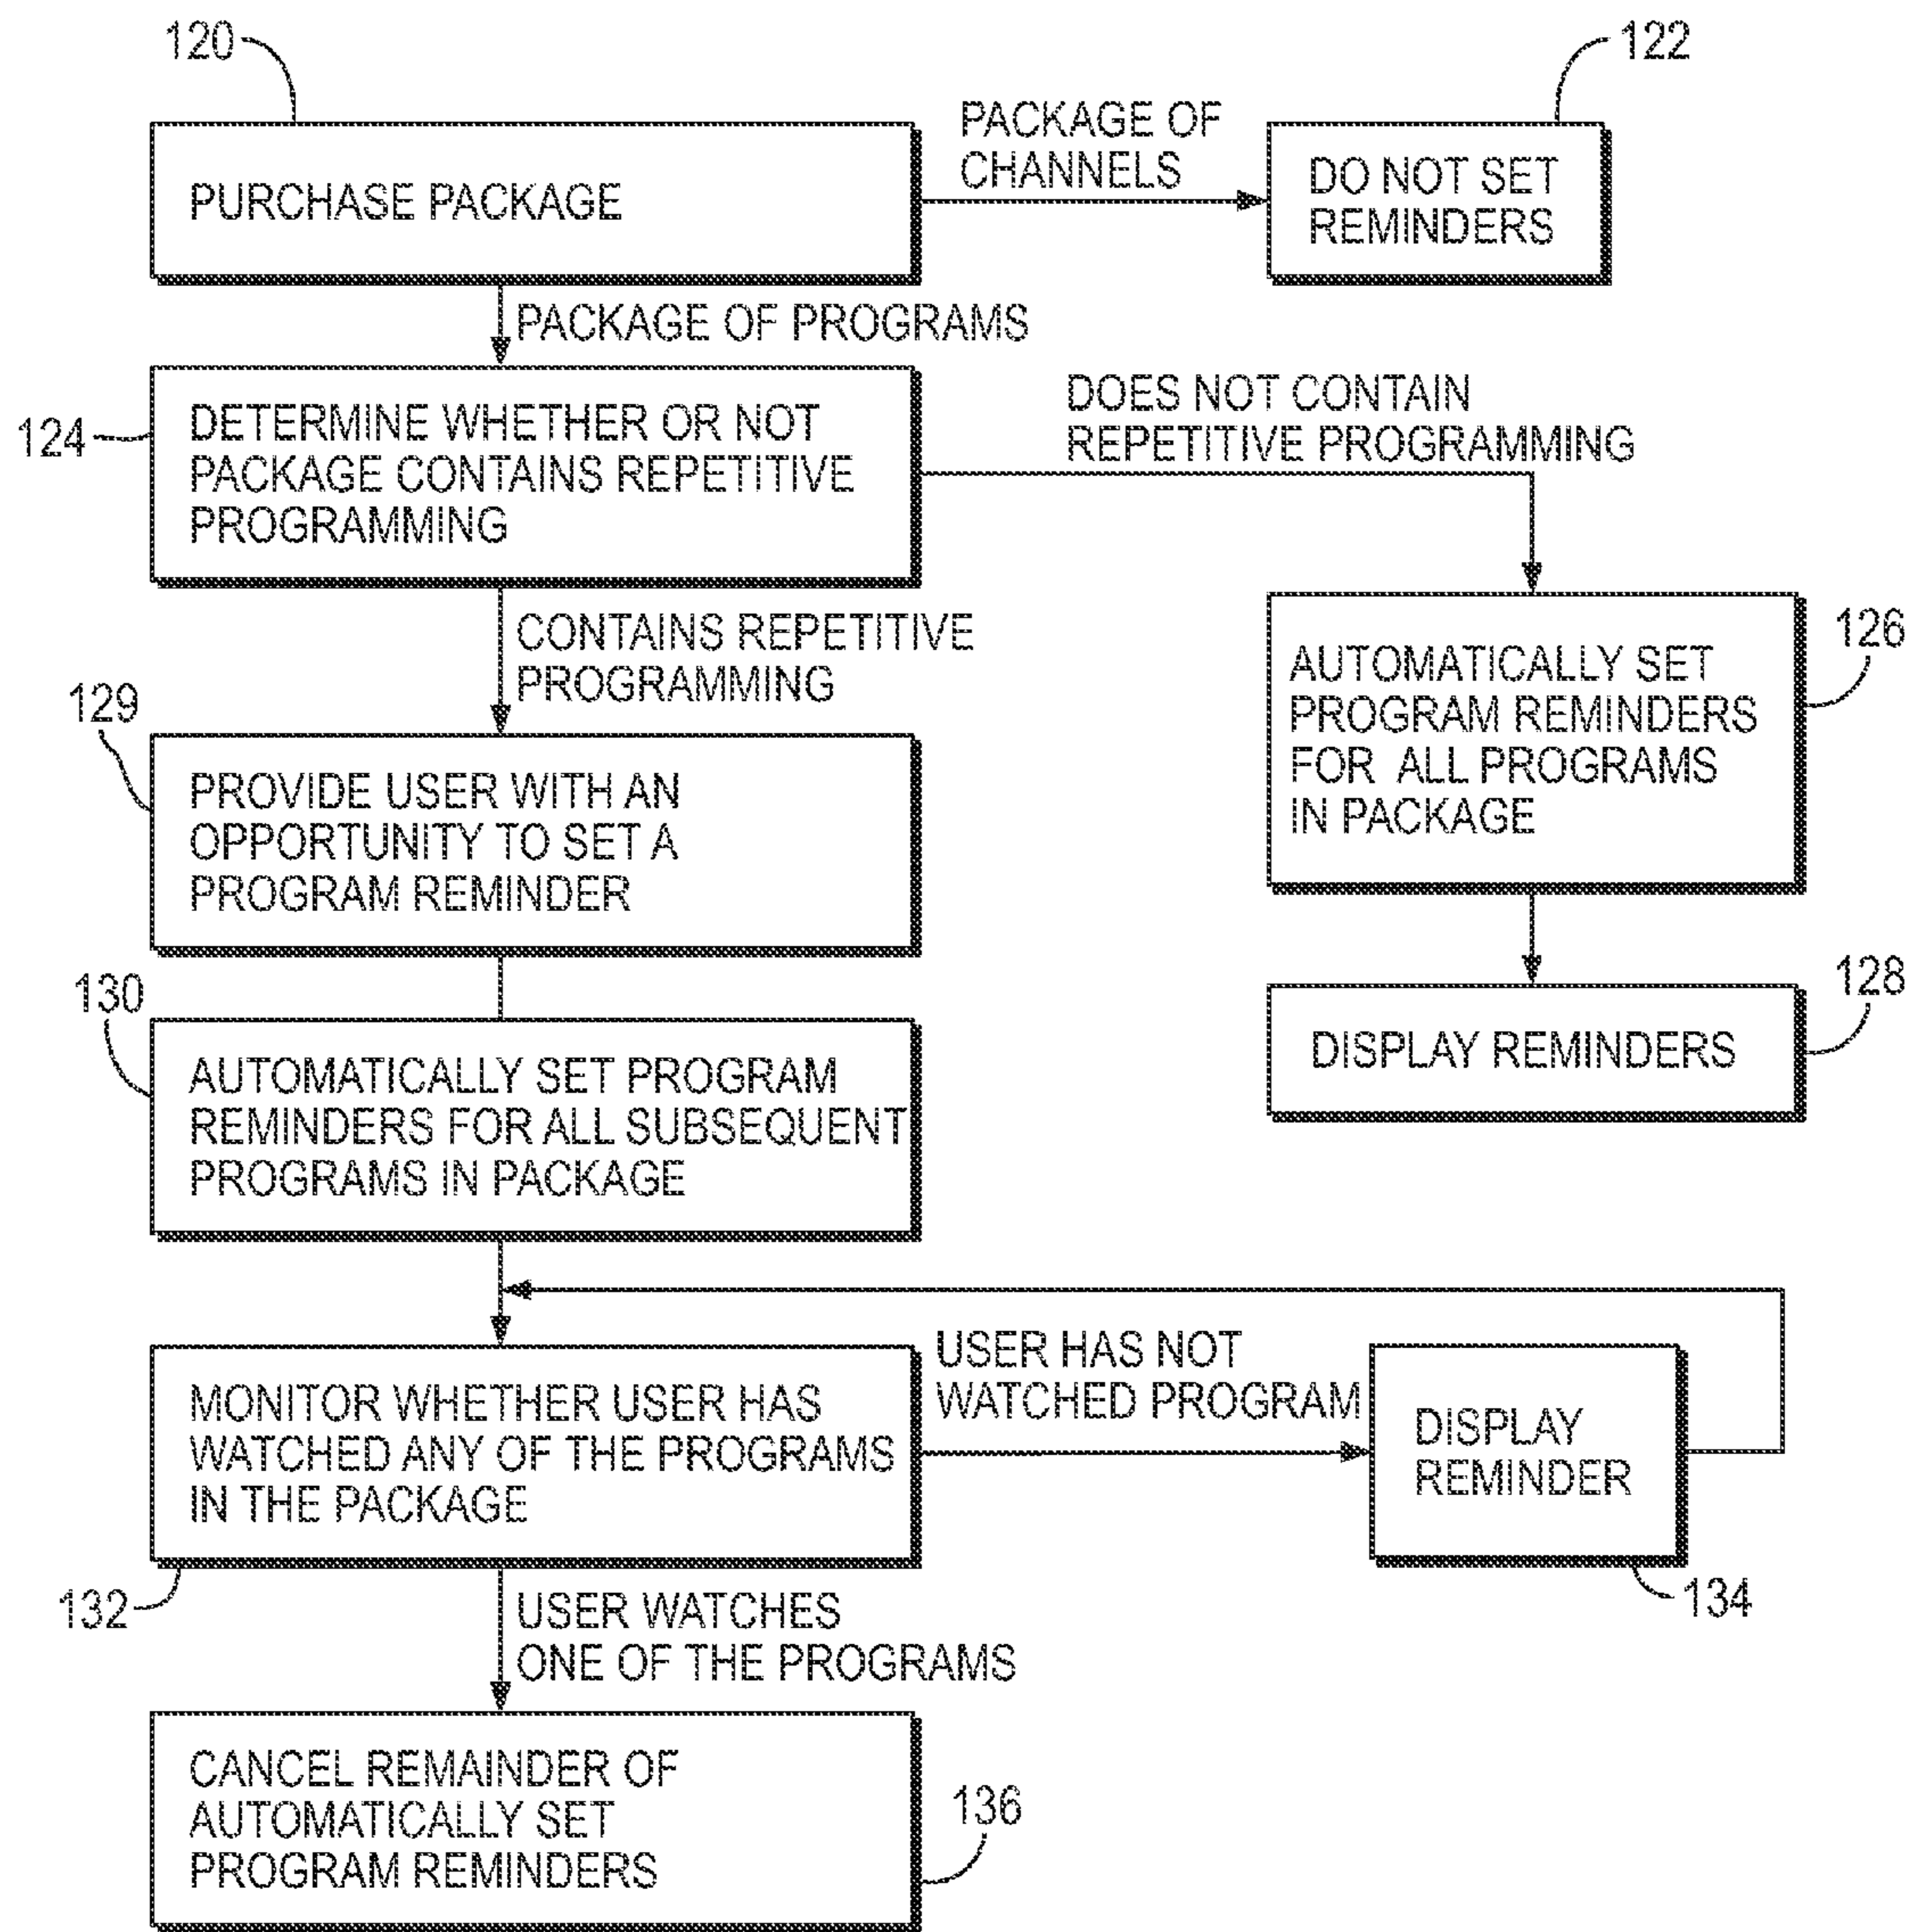 120
122
PURCHASE PACKAGE
PACKAGE OF
CHANNELS
DO NOT SET
REMINDERS
PACKAGE OF PROGRAMS
124
DETERMINE WHETHER OR NOT
PACKAGE CONTAINS REPETITIVE
PROGRAMMING
DOES NOT CONTAIN
REPETITIVE PROGRAMMING
CONTAINS REPETITIVE
PROGRAMMING
126
AUTOMATICALLY SET
PROGRAM REMINDERS
FOR ALL PROGRAMS
IN PACKAGE
129
PROVIDE USER WITH AN
OPPORTUNITY TO SET A
PROGRAM REMINDER
128
DISPLAY REMINDERS
130
AUTOMATICALLY SET PROGRAM
REMINDERS FOR ALL SUBSEQUENT
PROGRAMS IN PACKAGE
MONITOR WHETHER USER HAS
WATCHED ANY OF THE PROGRAMS
IN THE PACKAGE
132
USER HAS NOT
WATCHED PROGRAM
DISPLAY
REMINDER
134
USER WATCHES
ONE OF THE PROGRAMS
CANCEL REMAINDER OF
AUTOMATICALLY SET
PROGRAM REMINDERS
136